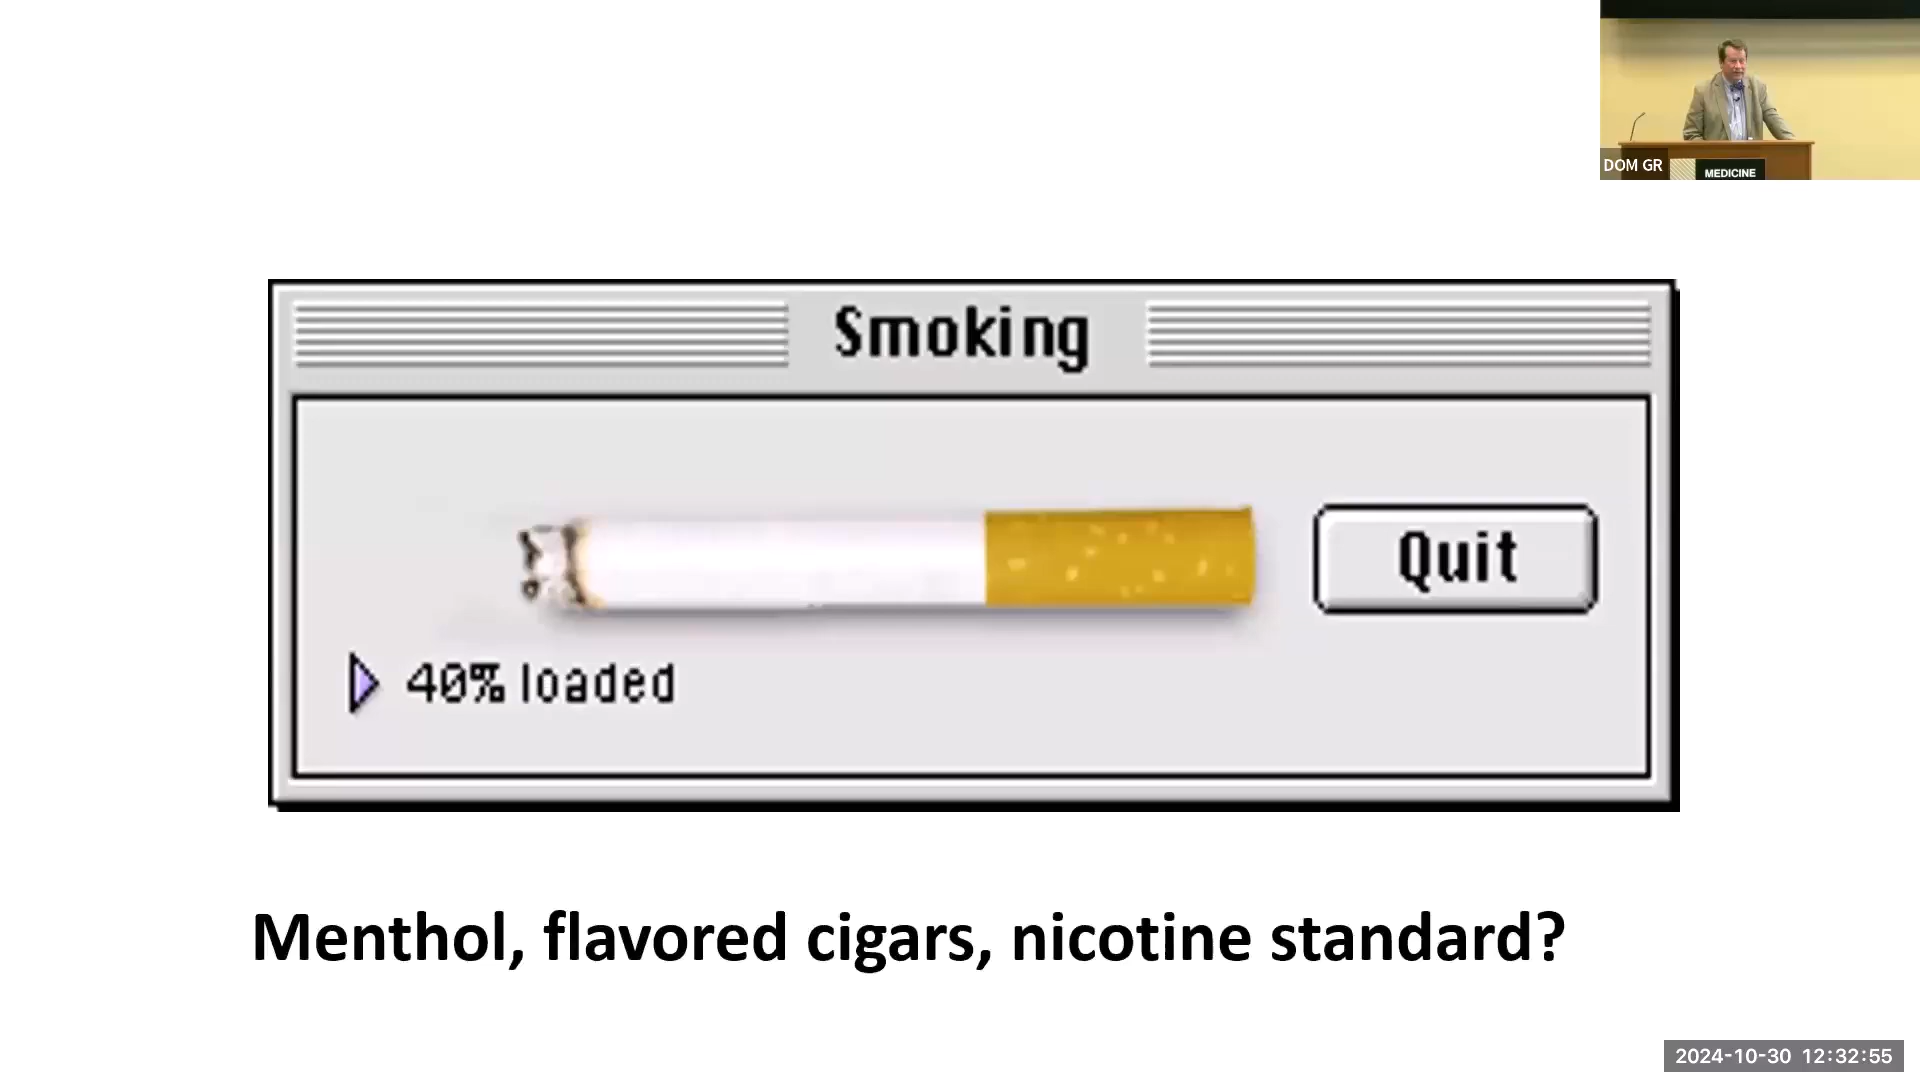 DOM GR
MEDICINE
Smoking
Quit
40% loaded
Menthol, flavored cigars, nicotine standard?
2024-10-30 12:32:55